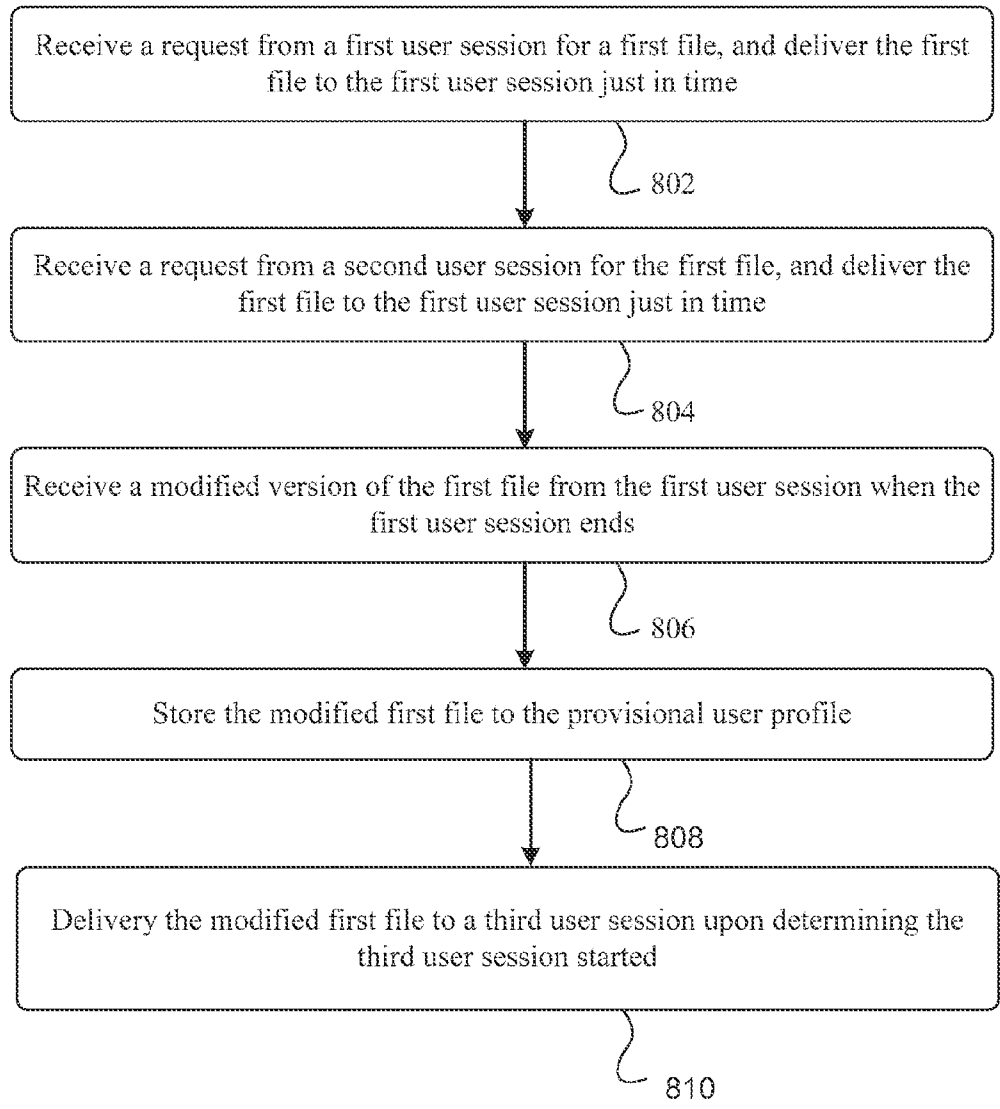 Receive a request from a first user session for a first file, and deliver the first
file to the first user session just in time
802
Receive a request from a second user session for the first file, and deliver the
first file to the first user session just in time
804
Receive a modified version of the first file from the first user session when the
first user session ends
806
Store the modified first file to the provisional user profile
808
Delivery the modified first file to a third user session upon determining the
third user session started
810